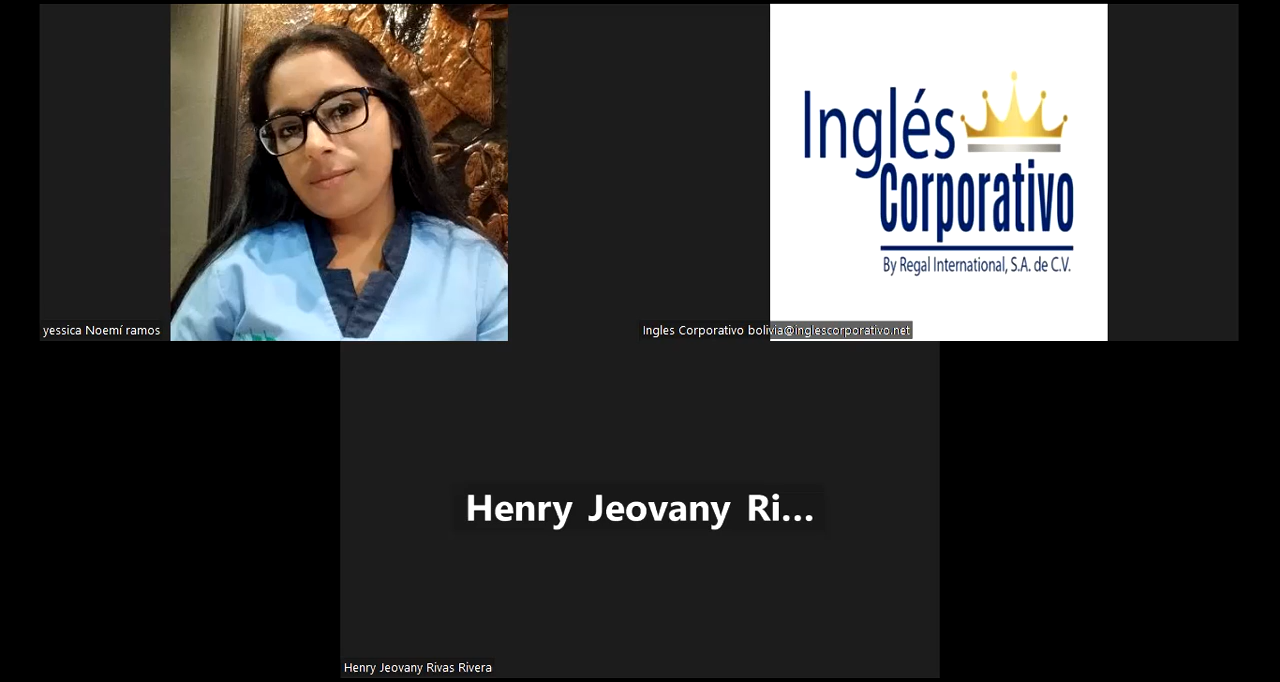 Inglés
Corporativo
By Regal International, S.A. de C.V.
yessica Noemí ramos
Ingles Corporativo bolivia@inglescorporativo.net
Henry Jeovany Ri...
Henry Jeovany Rivas Rivera